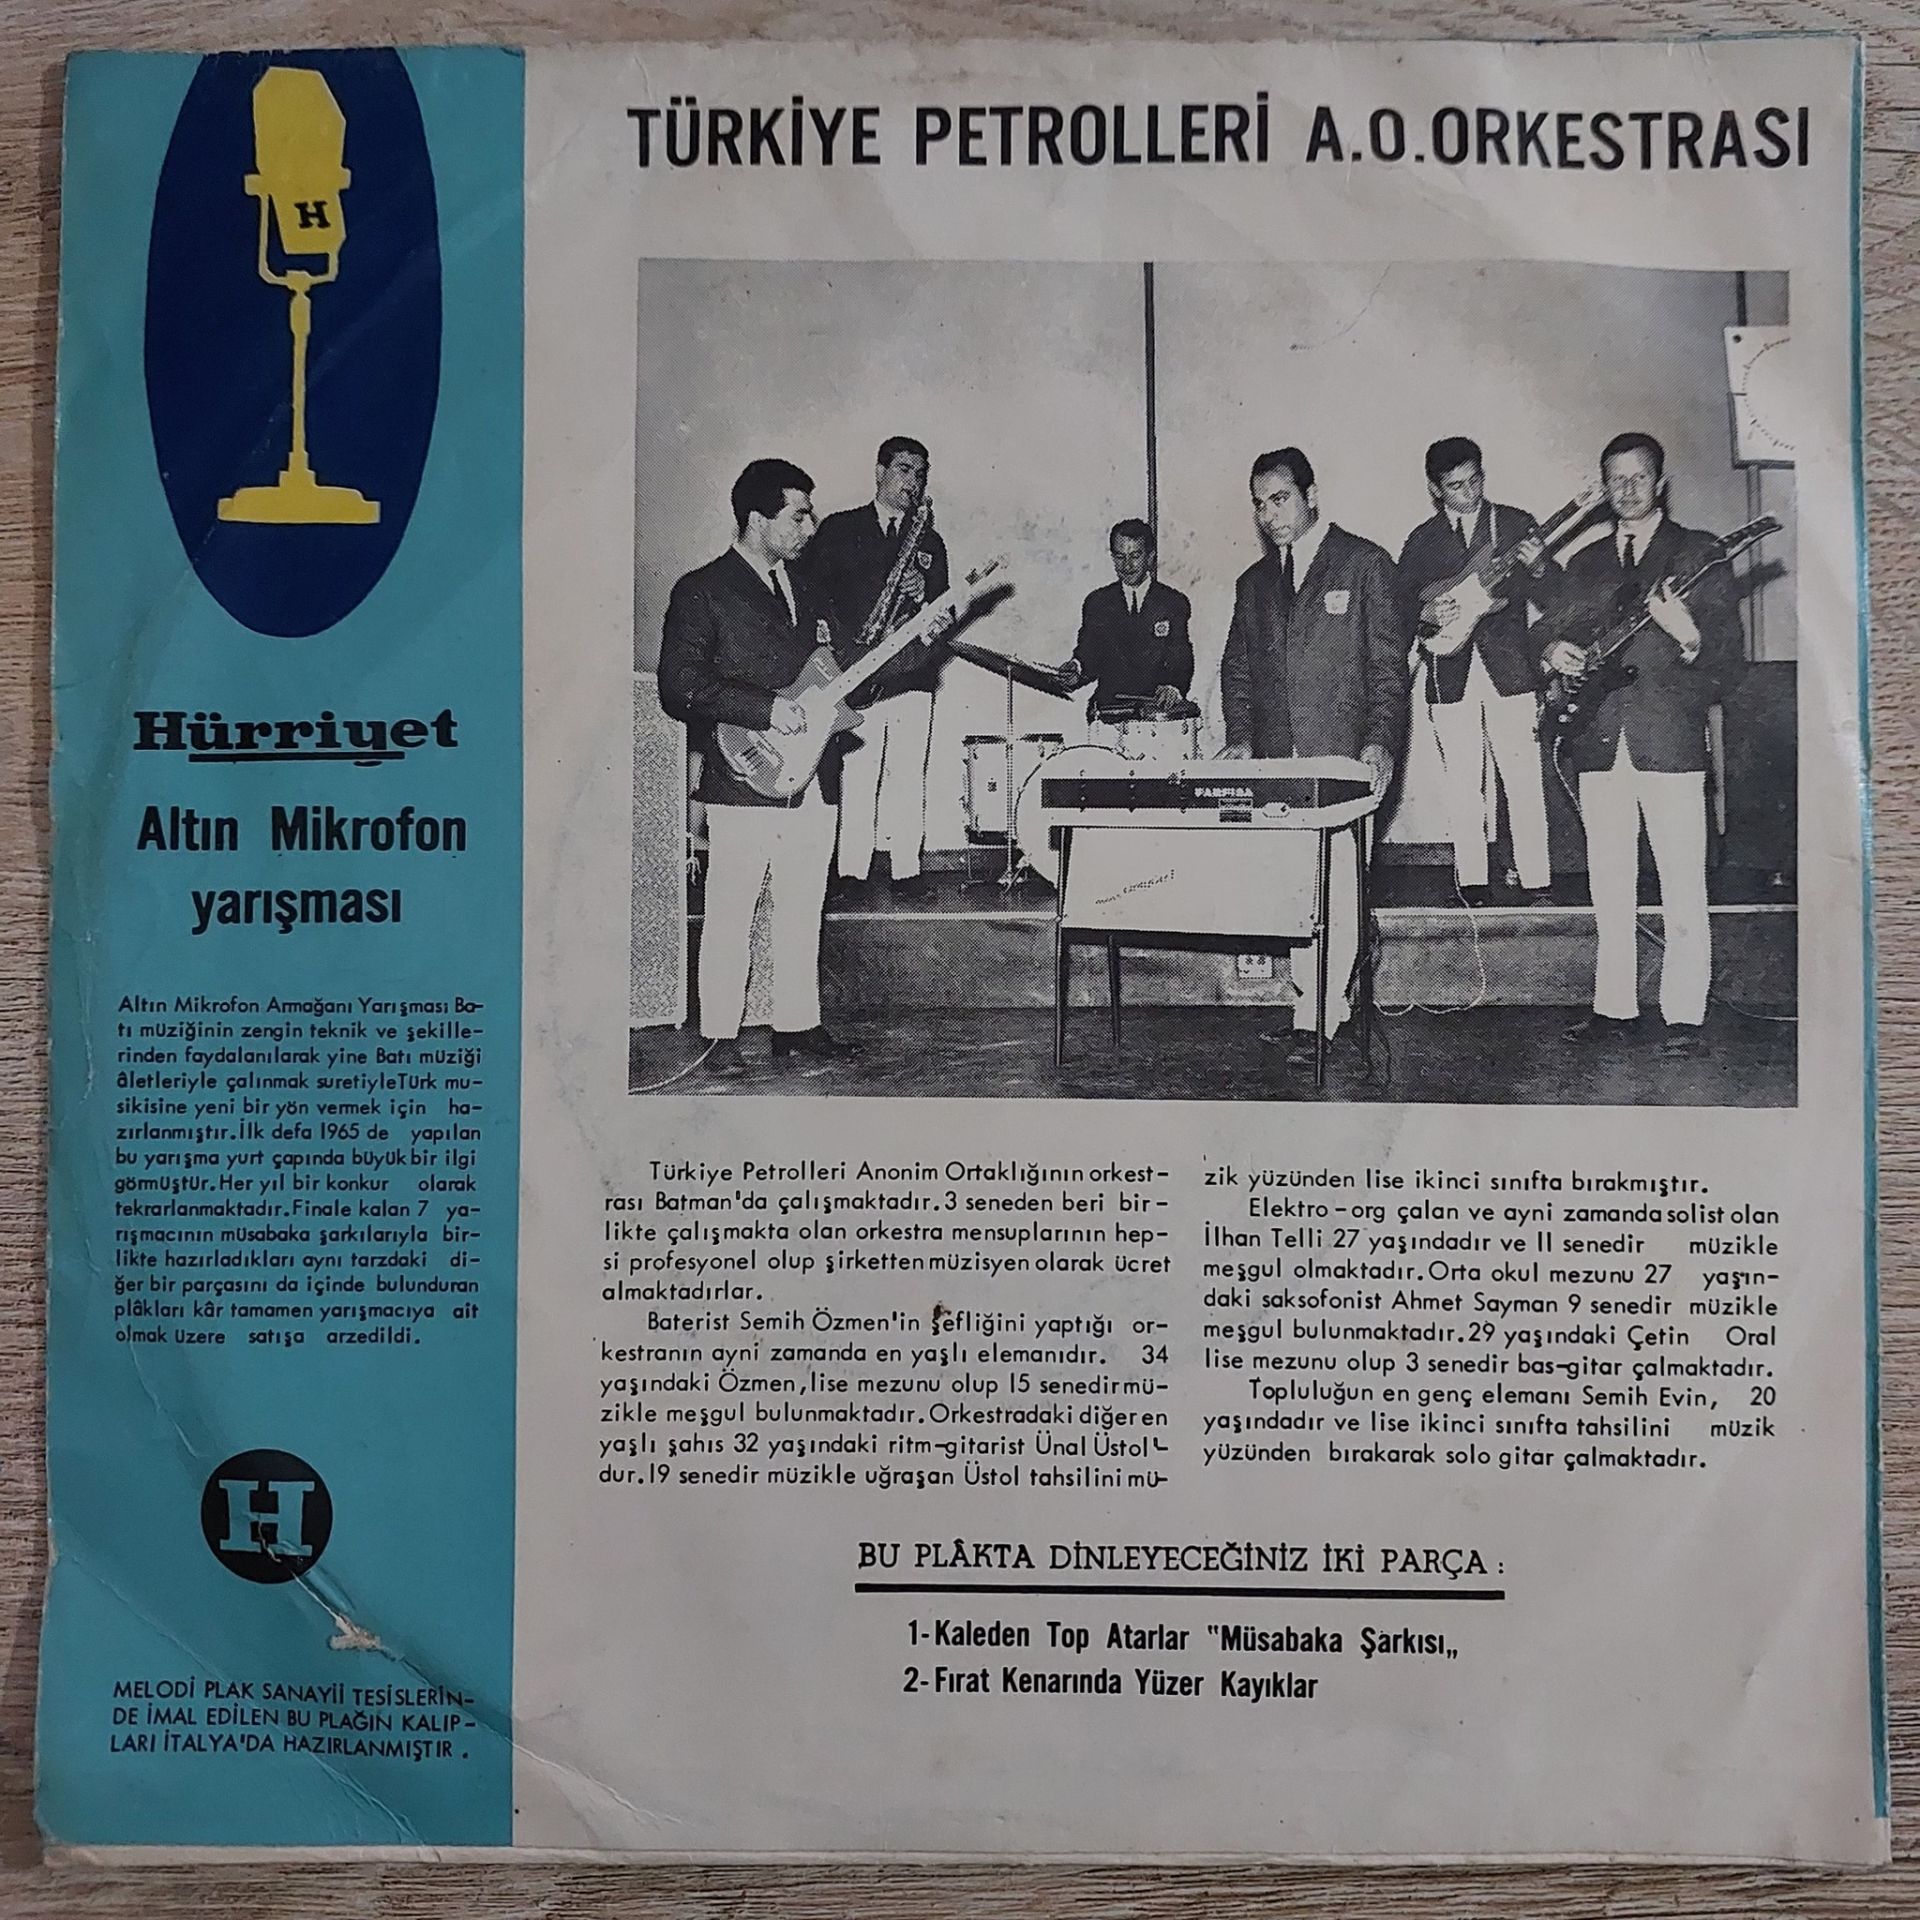 H
Hürriyet
Altın Mikrofon
yarışması
Altın Mikrofon Armağanı Yarışması Ba-
tı müziğinin zengin teknik ve şekille-
rinden faydalanılarak yine Batı müziği
âletleriyle çalınmak suretiyle Türk mu-
sikisine yeni bir yön vermek için ha-
zırlanmıştır. İlk defa 1965 de yapılan
bu yarışma yurt çapında büyük bir ilgi
görmüştür. Her yıl bir konkur olarak
tekrarlanmaktadır. Finale kalan 7 ya-
rışmacının müsabaka şarkılarıyla bir-
likte hazırladıkları aynı tarzdaki di-
ğer bir parçasını da içinde bulunduran
plâkları kâr tamamen yarışmacıya ait
olmak üzere satışa arzedildi.
H
MELODİ PLAK SANAYİİ TESİSLERİN-
DE İMAL EDİLEN BU PLAĞIN KALIP-
LARI İTALYA'DA HAZIRLANMIŞTIR.
TÜRKİYE PETROLLERİ A.O. ORKESTRASI
FARFISA
Türkiye Petrolleri Anonim Ortaklığının orkest-
rası Batman'da çalışmaktadır. 3 seneden beri bir-
likte çalışmakta olan orkestra mensuplarının hep-
si profesyonel olup şirketten müzisyen olarak ücret
almaktadırlar.
Baterist Semih Özmen'in şefliğini yaptığı or-
kestranın ayni zamanda en yaşlı elemanıdır. 34
yaşındaki Özmen, lise mezunu olup 15 senedir mü-
zikle meşgul bulunmaktadır. Orkestradaki diğer en
yaşlı şahıs 32 yaşındaki ritm-gitarist Ünal Üstol-
dur. 19 senedir müzikle uğraşan Üstol tahsilini mü-
zik yüzünden lise ikinci sınıfta bırakmıştır.
Elektro-org çalan ve ayni zamanda solist olan
İlhan Telli 27 yaşındadır ve 11 senedir müzikle
meşgul olmaktadır. Orta okul mezunu 27 yaşın-
daki saksofonist Ahmet Sayman 9 senedir müzikle
meşgul bulunmaktadır. 29 yaşındaki Çetin Oral
lise mezunu olup 3 senedir bas-gitar çalmaktadır.
Topluluğun en genç elemanı Semih Evin, 20
yaşındadır ve lise ikinci sınıfta tahsilini müzik
yüzünden bırakarak solo gitar çalmaktadır.
BU PLÂKTA DİNLEYECEĞİNİZ İKİ PARÇA :
1- Kaleden Top Atarlar "Müsabaka Şarkısı„
2- Fırat Kenarında Yüzer Kayıklar